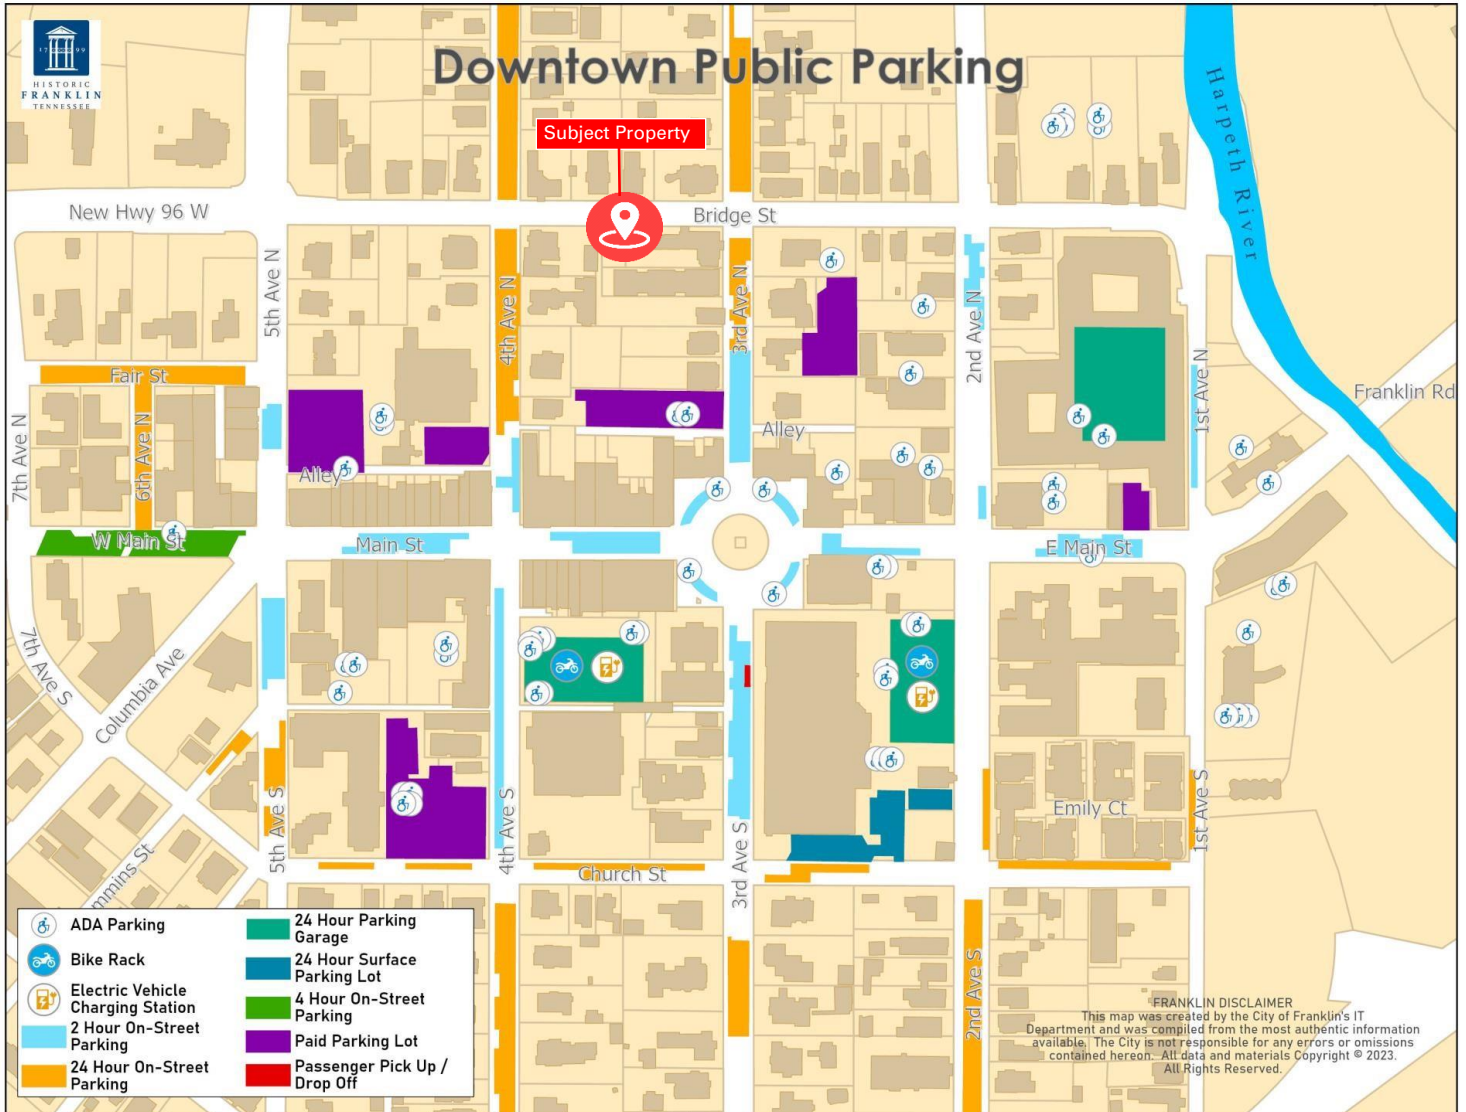 HISTORIC
FRANKLIN
TENNESSEE
17 99
Downtown Public Parking
Subject Property
Harpeth River
New Hwy 96 W
Bridge St
5th Ave N
4th Ave N
3rd Ave N
2nd Ave N
1st Ave N
Franklin Rd
Fair St
7th Ave N
6th Ave N
Alley
Alley
W Main St
Main St
E Main St
7th Ave S
Columbia Ave
5th Ave S
4th Ave S
3rd Ave S
Emily Ct
1st Ave S
Church St
mmins St
2nd Ave S
ADA Parking
Bike Rack
Electric Vehicle
Charging Station
2 Hour On-Street
Parking
24 Hour On-Street
Parking
24 Hour Parking
Garage
24 Hour Surface
Parking Lot
4 Hour On-Street
Parking
Paid Parking Lot
Passenger Pick Up /
Drop Off
FRANKLIN DISCLAIMER
This map was created by the City of Franklin's IT
Department and was compiled from the most authentic information
available. The City is not responsible for any errors or omissions
contained hereon. All data and materials Copyright © 2023.
All Rights Reserved.